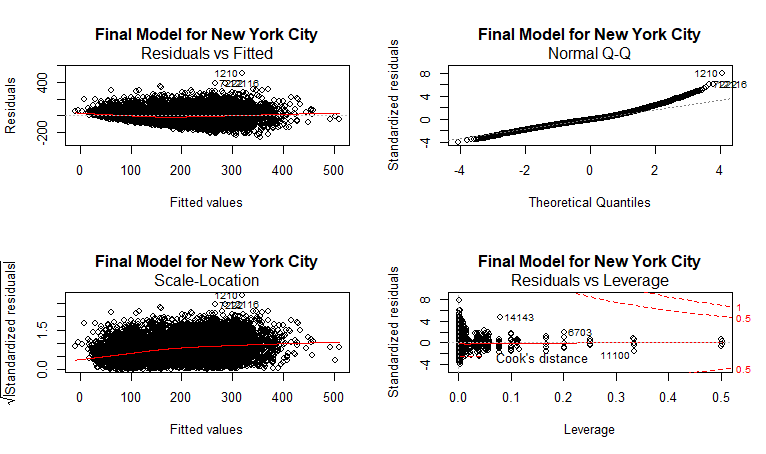 Final Model for New York City
Residuals vs Fitted
Residuals
400
-200
1210
0 100 200 300 400 500
Fitted values
Final Model for New York City
Normal Q-Q
Standardized residuals
8
4
0
-4
1210
-4 -2 0 2 4
Theoretical Quantiles
Final Model for New York City
Scale-Location
√|Standardized residuals|
1.5
0.0
1210
0 100 200 300 400 500
Fitted values
Final Model for New York City
Residuals vs Leverage
Standardized residuals
8
4
0
-4
14143
6703
11100
Cook's distance
1
0.5
0.5
0.0 0.1 0.2 0.3 0.4 0.5
Leverage